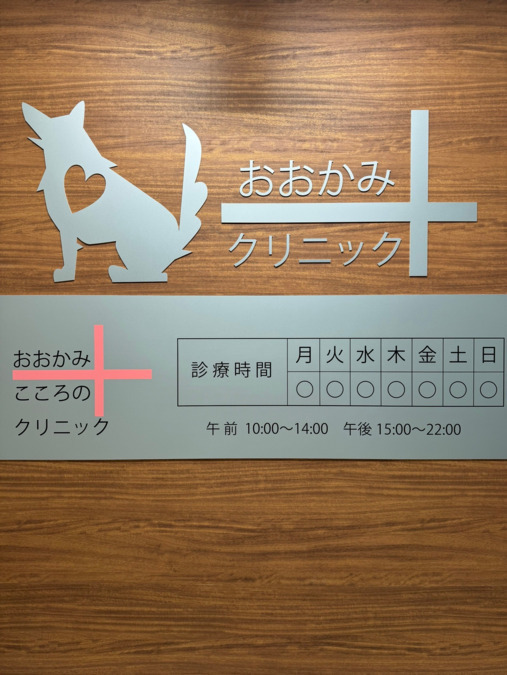 おおかみ
クリニック
おおかみ
こころの
クリニック
診療時間 月 火 水 木 金 土 日
○ ○ ○ ○ ○ ○ ○
午前 10:00〜14:00 午後 15:00〜22:00